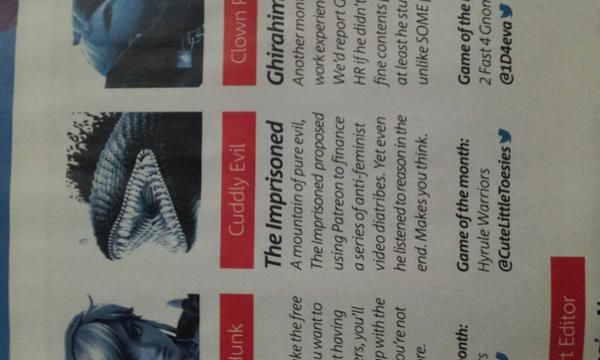 Hunk
ke the free
u want to
t having
rs, you'll
p with the
ou're not
re.
onth:
rs
Cuddly Evil
The Imprisoned
A mountain of pure evil,
The Imprisoned proposed
using Patreon to finance
a series of anti-feminist
video diatribes. Yet even
he listened to reason in the
end. Makes you think.
Game of the month:
Hyrule Warriors
@CuteLittleToesies
Clown
Ghirahim
Another mon
work experien
We'd report G
HR if he didn't
fine contents
at least he stu
unlike SOME
Game of the
2 Fast 4 Gnom
@1D4eva
t Editor